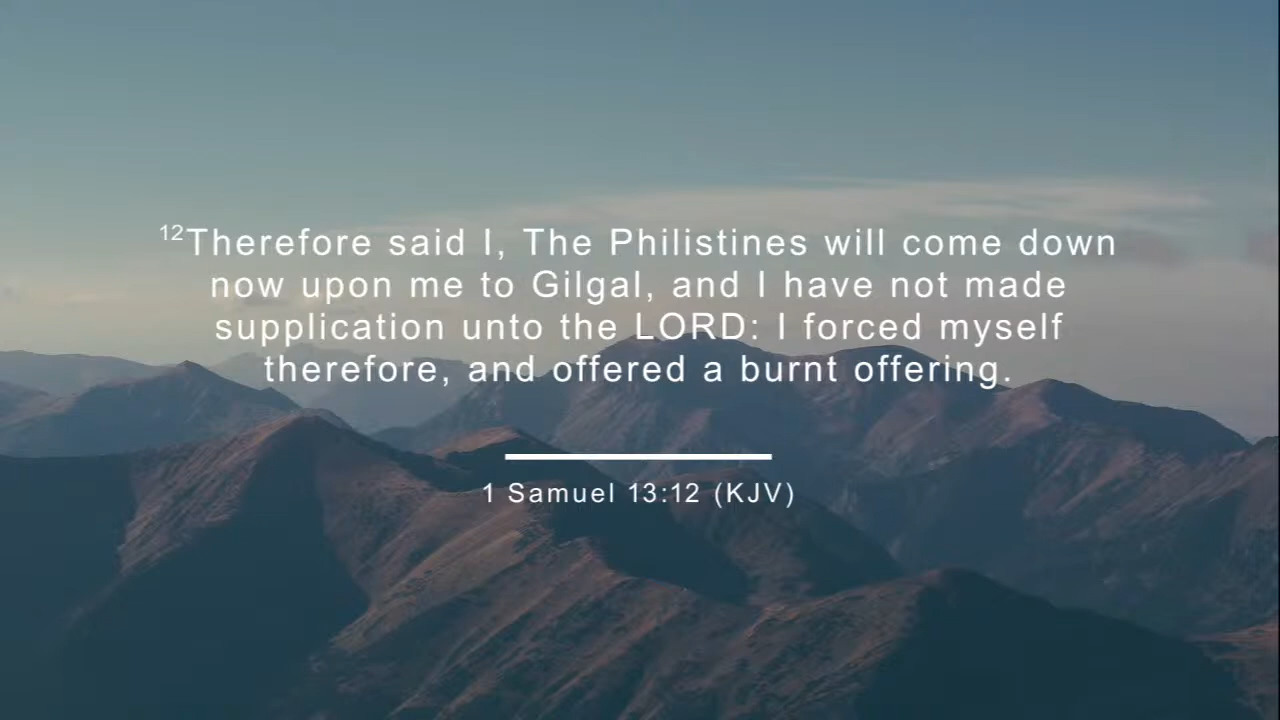 12Therefore said I, The Philistines will come down
now upon me to Gilgal, and I have not made
supplication unto the LORD: I forced myself
therefore, and offered a burnt offering.
1 Samuel 13:12 (KJV)